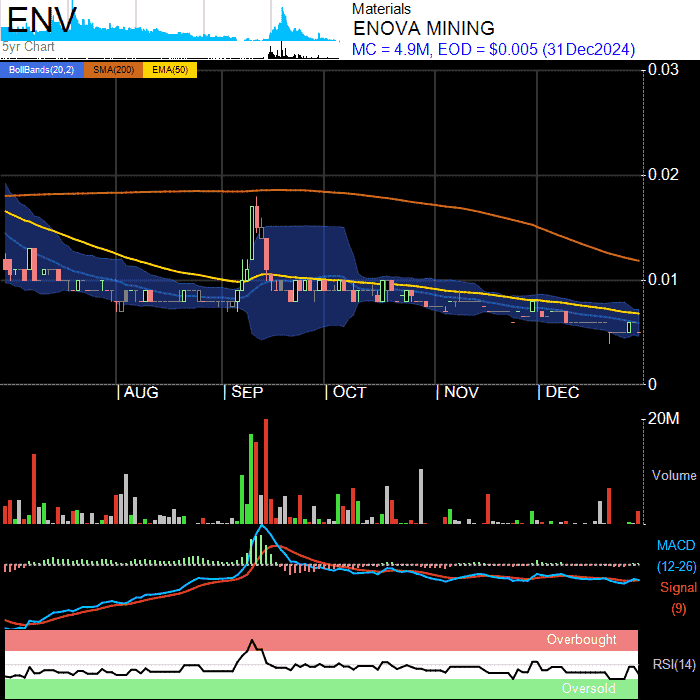 ENV
5yr Chart
Materials
ENOVA MINING
MC = 4.9M, EOD = $0.005 (31Dec2024)
BollBands(20,2) SMA(200) EMA(50)
0.03
0.02
0.01
0
AUG SEP OCT NOV DEC
20M
Volume
MACD
(12-26)
Signal
(9)
Overbought
RSI(14)
Oversold